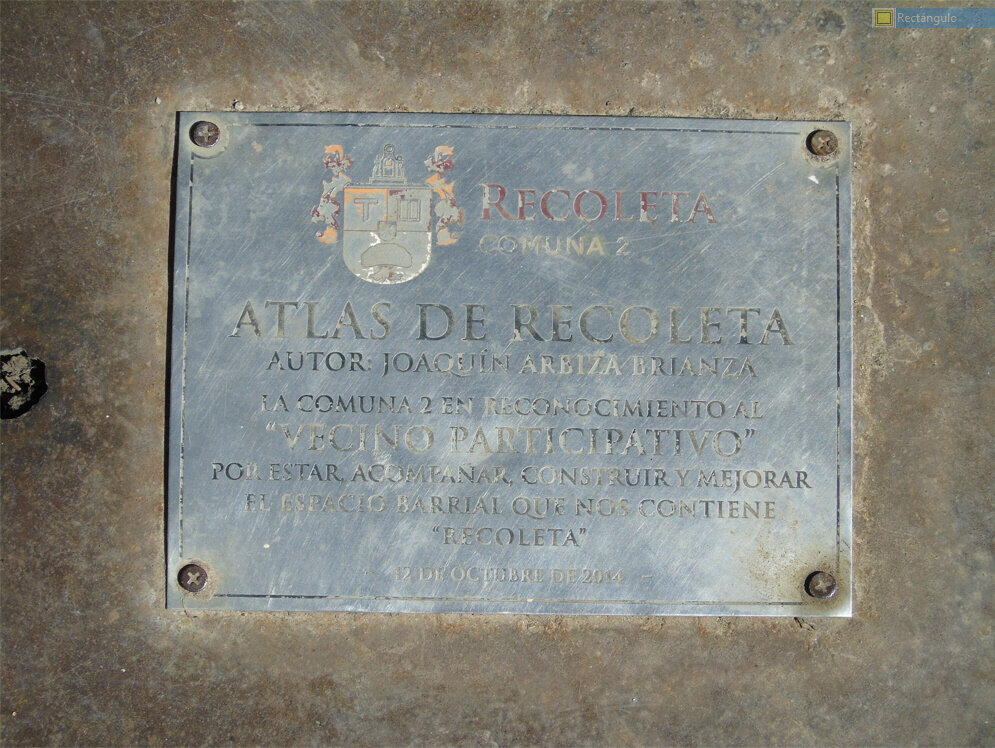 Rectángulo
RECOLETA
COMUNA 2
ATLAS DE RECOLETA
AUTOR: JOAQUÍN ARBIZA BRIANZA
LA COMUNA 2 EN RECONOCIMIENTO AL
“VECINO PARTICIPATIVO”
POR ESTAR, ACOMPAÑAR, CONSTRUIR Y MEJORAR
EL ESPACIO BARRIAL QUE NOS CONTIENE
“RECOLETA”
– 12 DE OCTUBRE DE 2014 –